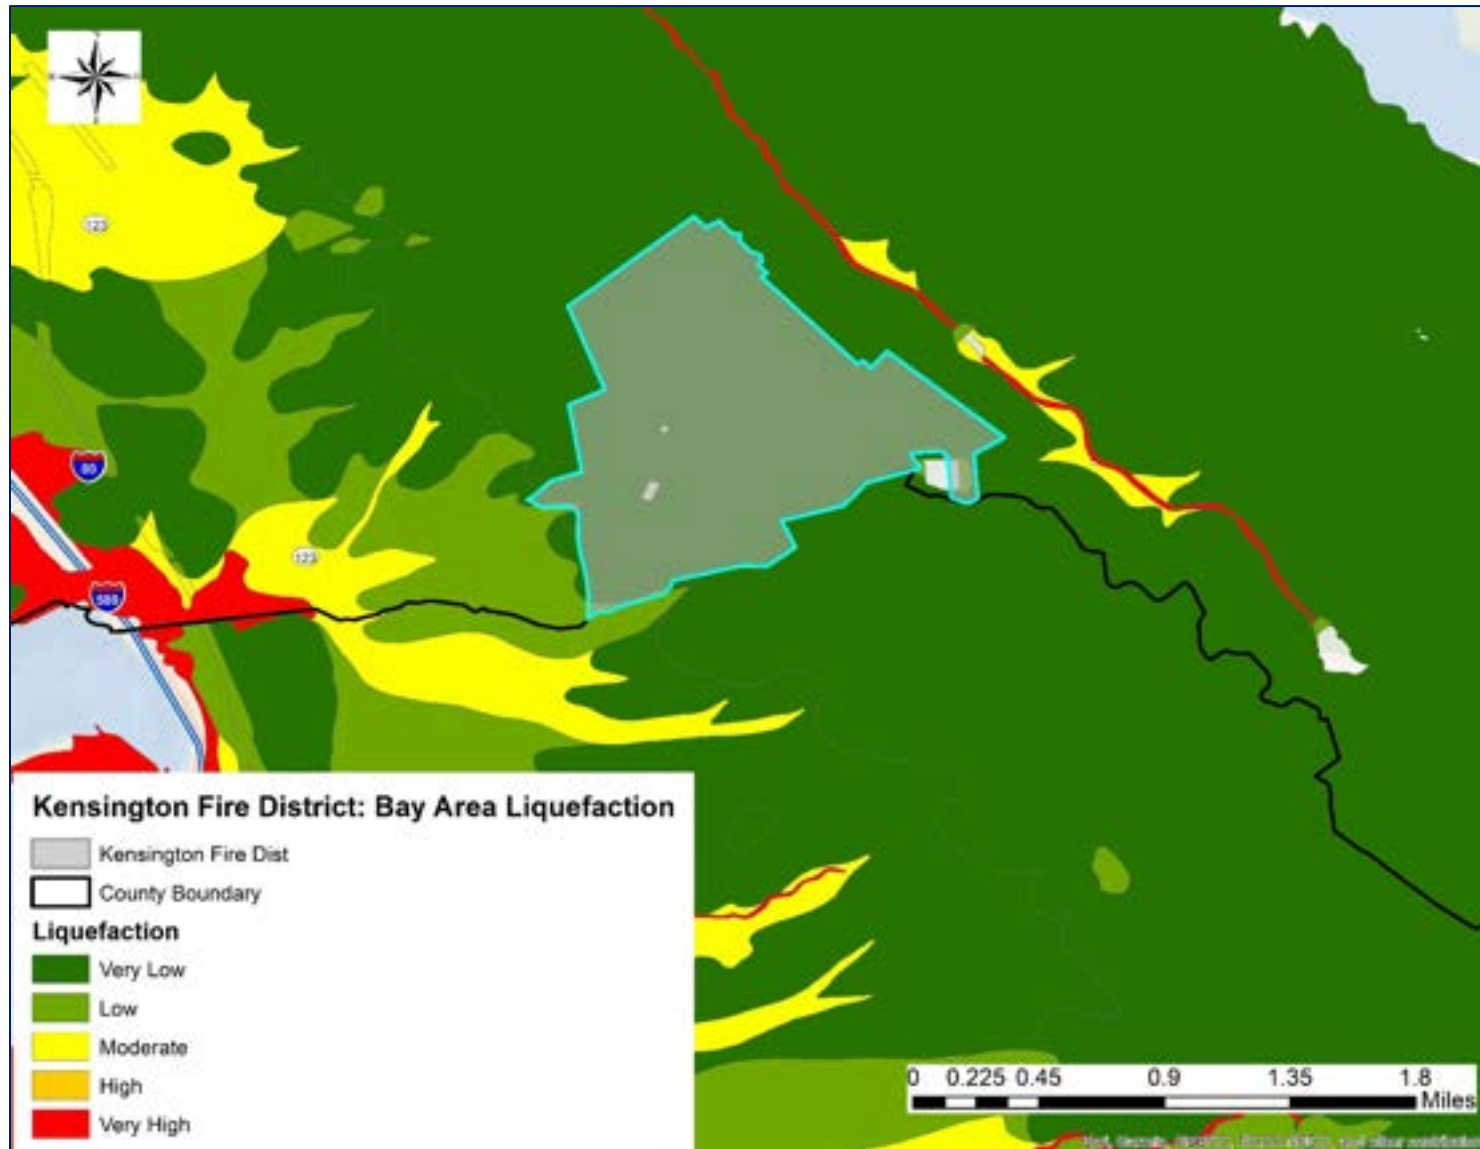 123
80
123
580
Kensington Fire District: Bay Area Liquefaction
Kensington Fire Dist
County Boundary
Liquefaction
Very Low
Low
Moderate
High
Very High
0 0.225 0.45 0.9 1.35 1.8
Miles